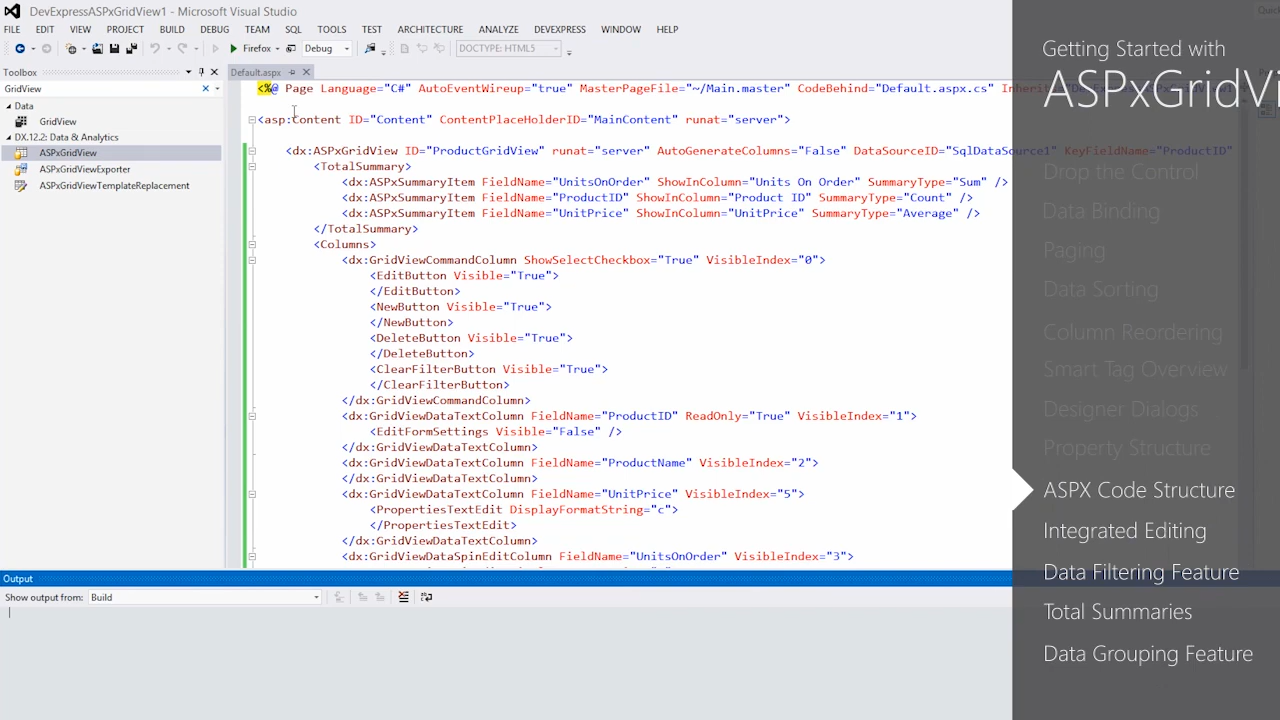 DevExpressASPxGridView1 - Microsoft Visual Studio
FILE EDIT VIEW PROJECT BUILD DEBUG TEAM SQL TOOLS TEST ARCHITECTURE ANALYZE DEVEXPRESS WINDOW HELP
Firefox Debug DOCTYPE: HTML5
Toolbox
GridView
Data
GridView
DX.12.2: Data & Analytics
ASPxGridView
ASPxGridViewExporter
ASPxGridViewTemplateReplacement
Default.aspx
<%@ Page Language="C#" AutoEventWireup="true" MasterPageFile="~/Main.master" CodeBehind="Default.aspx.cs"
<asp:Content ID="Content" ContentPlaceHolderID="MainContent" runat="server">
<dx:ASPxGridView ID="ProductGridView" runat="server" AutoGenerateColumns="False" DataSourceID="SqlDataSource1" KeyFieldName="ProductID"
<TotalSummary>
<dx:ASPxSummaryItem FieldName="UnitsOnOrder" ShowInColumn="Units On Order" SummaryType="Sum" />
<dx:ASPxSummaryItem FieldName="ProductID" ShowInColumn="Product ID" SummaryType="Count" />
<dx:ASPxSummaryItem FieldName="UnitPrice" ShowInColumn="UnitPrice" SummaryType="Average" />
</TotalSummary>
<Columns>
<dx:GridViewCommandColumn ShowSelectCheckbox="True" VisibleIndex="0">
<EditButton Visible="True">
</EditButton>
<NewButton Visible="True">
</NewButton>
<DeleteButton Visible="True">
</DeleteButton>
<ClearFilterButton Visible="True">
</ClearFilterButton>
</dx:GridViewCommandColumn>
<dx:GridViewDataTextColumn FieldName="ProductID" ReadOnly="True" VisibleIndex="1">
<EditFormSettings Visible="False" />
</dx:GridViewDataTextColumn>
<dx:GridViewDataTextColumn FieldName="ProductName" VisibleIndex="2">
</dx:GridViewDataTextColumn>
<dx:GridViewDataTextColumn FieldName="UnitPrice" VisibleIndex="5">
<PropertiesTextEdit DisplayFormatString="c">
</PropertiesTextEdit>
</dx:GridViewDataTextColumn>
<dx:GridViewDataSpinEditColumn FieldName="UnitsOnOrder" VisibleIndex="3">
Output
Show output from: Build
Getting Started with
ASPxGridVi
Drop the Control
Data Binding
Paging
Data Sorting
Column Reordering
Smart Tag Overview
Designer Dialogs
Property Structure
ASPX Code Structure
Integrated Editing
Data Filtering Feature
Total Summaries
Data Grouping Feature